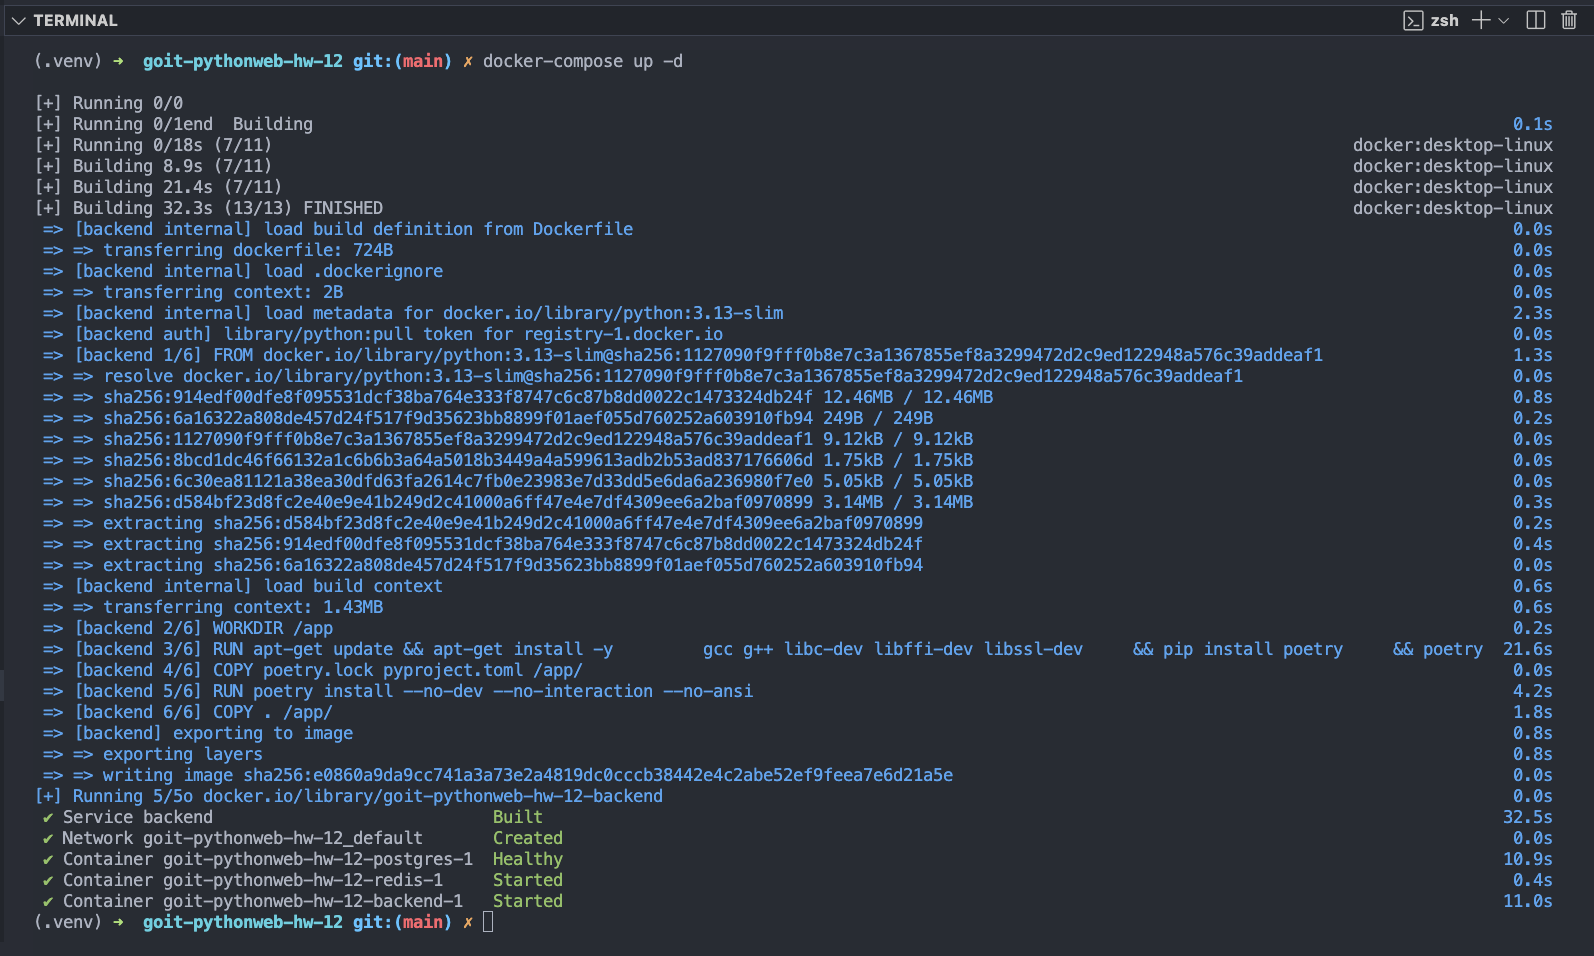 TERMINAL
zsh
(.venv) ➜ goit-pythonweb-hw-12 git:(main) ✗ docker-compose up -d
[+] Running 0/0
[+] Running 0/1end  Building 0.1s
[+] Running 0/18s (7/11) docker:desktop-linux
[+] Building 8.9s (7/11) docker:desktop-linux
[+] Building 21.4s (7/11) docker:desktop-linux
[+] Building 32.3s (13/13) FINISHED docker:desktop-linux
=> [backend internal] load build definition from Dockerfile 0.0s
=> => transferring dockerfile: 724B 0.0s
=> [backend internal] load .dockerignore 0.0s
=> => transferring context: 2B 0.0s
=> [backend internal] load metadata for docker.io/library/python:3.13-slim 2.3s
=> [backend auth] library/python:pull token for registry-1.docker.io 0.0s
=> [backend 1/6] FROM docker.io/library/python:3.13-slim@sha256:1127090f9fff0b8e7c3a1367855ef8a3299472d2c9ed122948a576c39addeaf1 1.3s
=> => resolve docker.io/library/python:3.13-slim@sha256:1127090f9fff0b8e7c3a1367855ef8a3299472d2c9ed122948a576c39addeaf1 0.0s
=> => sha256:914edf00dfe8f095531dcf38ba764e333f8747c6c87b8dd0022c1473324db24f 12.46MB / 12.46MB 0.8s
=> => sha256:6a16322a808de457d24f517f9d35623bb8899f01aef055d760252a603910fb94 249B / 249B 0.2s
=> => sha256:1127090f9fff0b8e7c3a1367855ef8a3299472d2c9ed122948a576c39addeaf1 9.12kB / 9.12kB 0.0s
=> => sha256:8bcd1dc46f66132a1c6b6b3a64a5018b3449a4a599613adb2b53ad837176606d 1.75kB / 1.75kB 0.0s
=> => sha256:6c30ea81121a38ea30dfd63fa2614c7fb0e23983e7d33dd5e6da6a236980f7e0 5.05kB / 5.05kB 0.0s
=> => sha256:d584bf23d8fc2e40e9e41b249d2c41000a6ff47e4e7df4309ee6a2baf0970899 3.14MB / 3.14MB 0.3s
=> => extracting sha256:d584bf23d8fc2e40e9e41b249d2c41000a6ff47e4e7df4309ee6a2baf0970899 0.2s
=> => extracting sha256:914edf00dfe8f095531dcf38ba764e333f8747c6c87b8dd0022c1473324db24f 0.4s
=> => extracting sha256:6a16322a808de457d24f517f9d35623bb8899f01aef055d760252a603910fb94 0.0s
=> [backend internal] load build context 0.6s
=> => transferring context: 1.43MB 0.6s
=> [backend 2/6] WORKDIR /app 0.2s
=> [backend 3/6] RUN apt-get update && apt-get install -y         gcc g++ libc-dev libffi-dev libssl-dev     && pip install poetry     && poetry 21.6s
=> [backend 4/6] COPY poetry.lock pyproject.toml /app/ 0.0s
=> [backend 5/6] RUN poetry install --no-dev --no-interaction --no-ansi 4.2s
=> [backend 6/6] COPY . /app/ 1.8s
=> [backend] exporting to image 0.8s
=> => exporting layers 0.8s
=> => writing image sha256:e0860a9da9cc741a3a73e2a4819dc0cccb38442e4c2abe52ef9feea7e6d21a5e 0.0s
[+] Running 5/5o docker.io/library/goit-pythonweb-hw-12-backend 0.0s
✔ Service backend Built 32.5s
✔ Network goit-pythonweb-hw-12_default Created 0.0s
✔ Container goit-pythonweb-hw-12-postgres-1 Healthy 10.9s
✔ Container goit-pythonweb-hw-12-redis-1 Started 0.4s
✔ Container goit-pythonweb-hw-12-backend-1 Started 11.0s
(.venv) ➜ goit-pythonweb-hw-12 git:(main) ✗